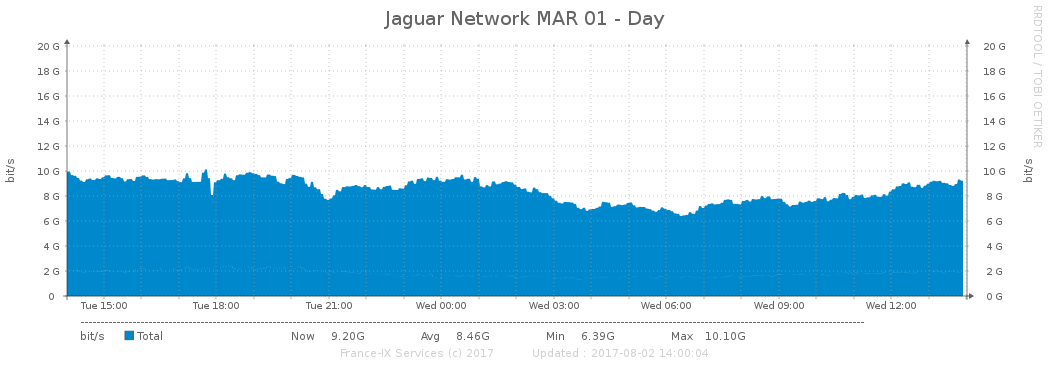 Jaguar Network MAR 01 - Day
RRDTOOL / TOBI OETIKER
bit/s
bit/s
20 G 20 G
18 G 18 G
16 G 16 G
14 G 14 G
12 G 12 G
10 G 10 G
8 G 8 G
6 G 6 G
4 G 4 G
2 G 2 G
0 0 G
Tue 15:00 Tue 18:00 Tue 21:00 Wed 00:00 Wed 03:00 Wed 06:00 Wed 09:00 Wed 12:00
bit/s Total Now 9.20G Avg 8.46G Min 6.39G Max 10.10G
France-IX Services (c) 2017 Updated : 2017-08-02 14:00:04